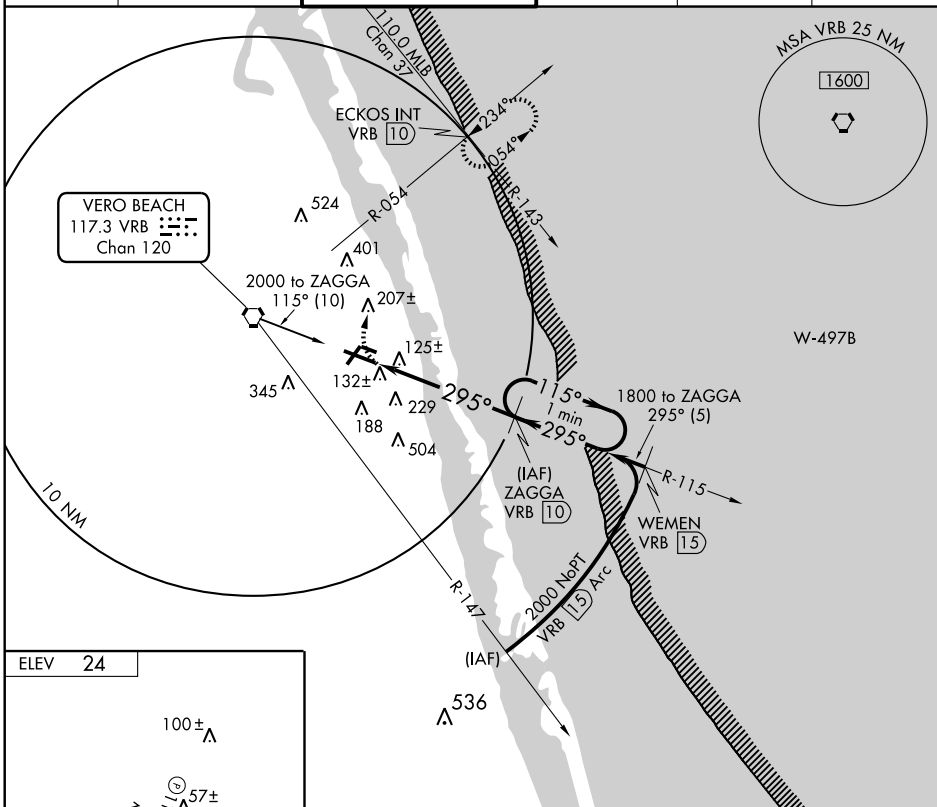 MSA VRB 25 NM
1600
110.0 MLB
Chan 37
ECKOS INT
VRB 10
234°
054°
R-054
R-143
VERO BEACH
117.3 VRB
Chan 120
524
401
2000 to ZAGGA
115° (10)
207±
125±
132±
345
229
188
504
295°
115°
1 min
295°
1800 to ZAGGA
295° (5)
W-497B
(IAF)
ZAGGA
VRB 10
R-115
WEMEN
VRB 15
10 NM
R-147
2000 NoPT
VRB 15 Arc
(IAF)
536
ELEV 24
100±
57±